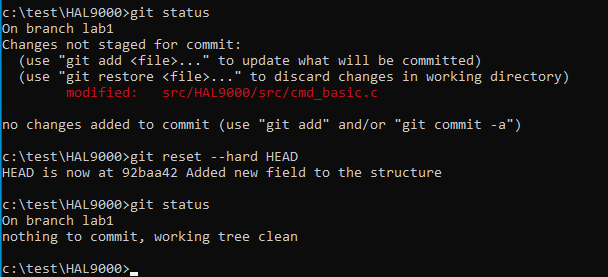 c:\test\HAL9000>git status
On branch lab1
Changes not staged for commit:
  (use "git add <file>..." to update what will be committed)
  (use "git restore <file>..." to discard changes in working directory)
        modified:   src/HAL9000/src/cmd_basic.c
no changes added to commit (use "git add" and/or "git commit -a")
c:\test\HAL9000>git reset --hard HEAD
HEAD is now at 92baa42 Added new field to the structure
c:\test\HAL9000>git status
On branch lab1
nothing to commit, working tree clean
c:\test\HAL9000>